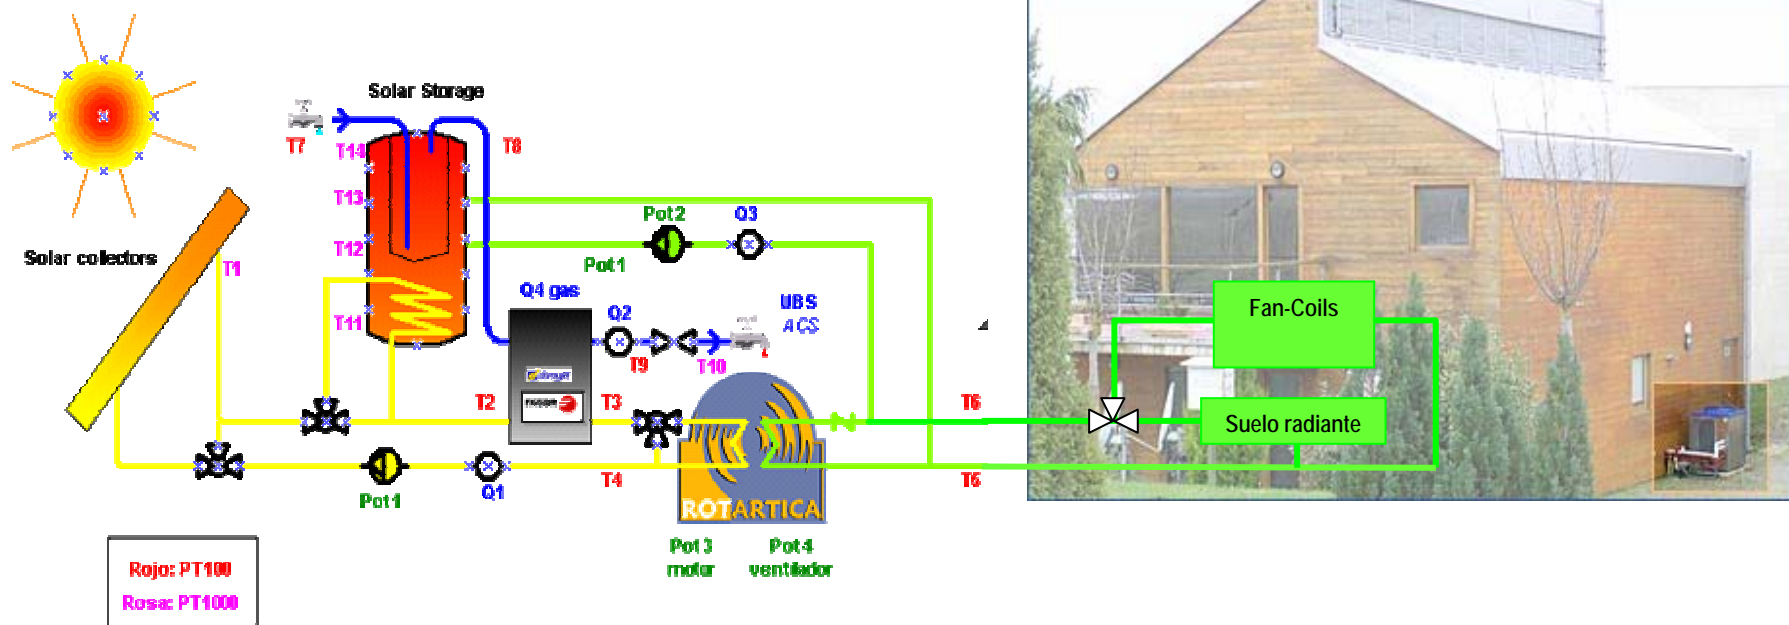 Solar Storage
T7
T14
T8
T13
Pot2
Q3
T12
Solar collectors
T1
Pot1
Q4 gas
UBS
ACS
Q2
T11
T9
T10
Fan-Coils
T2
FAGOR
T3
T6
Suelo radiante
Pot1
Q1
T4
T5
ROTARTICA
Pot3
motor
Pot4
ventilador
Rojo: PT100
Rosa: PT1000